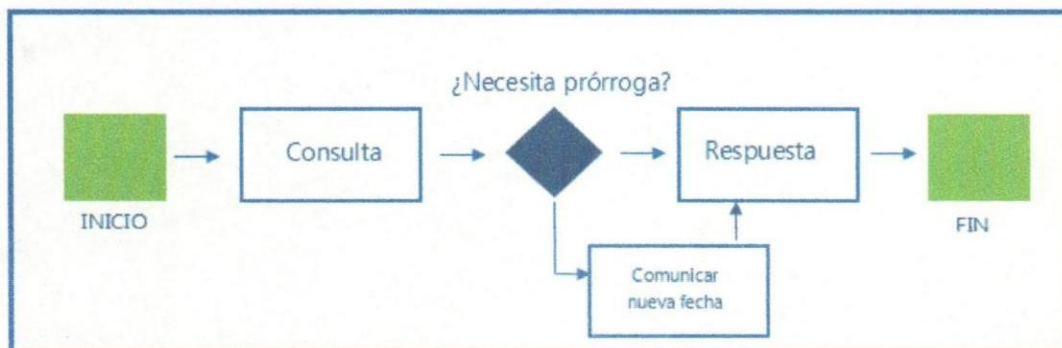 ¿Necesita prórroga?
Consulta
Respuesta
INICIO
FIN
Comunicar
nueva fecha